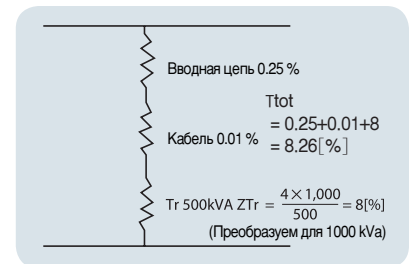 Вводная цепь 0.25 %
Ttot
= 0.25+0.01+8
Кабель 0.01 %
= 8.26[%]
Tr 500kVA ZTr = 4×1,000/500 = 8[%]
(Преобразуем для 1000 kVa)